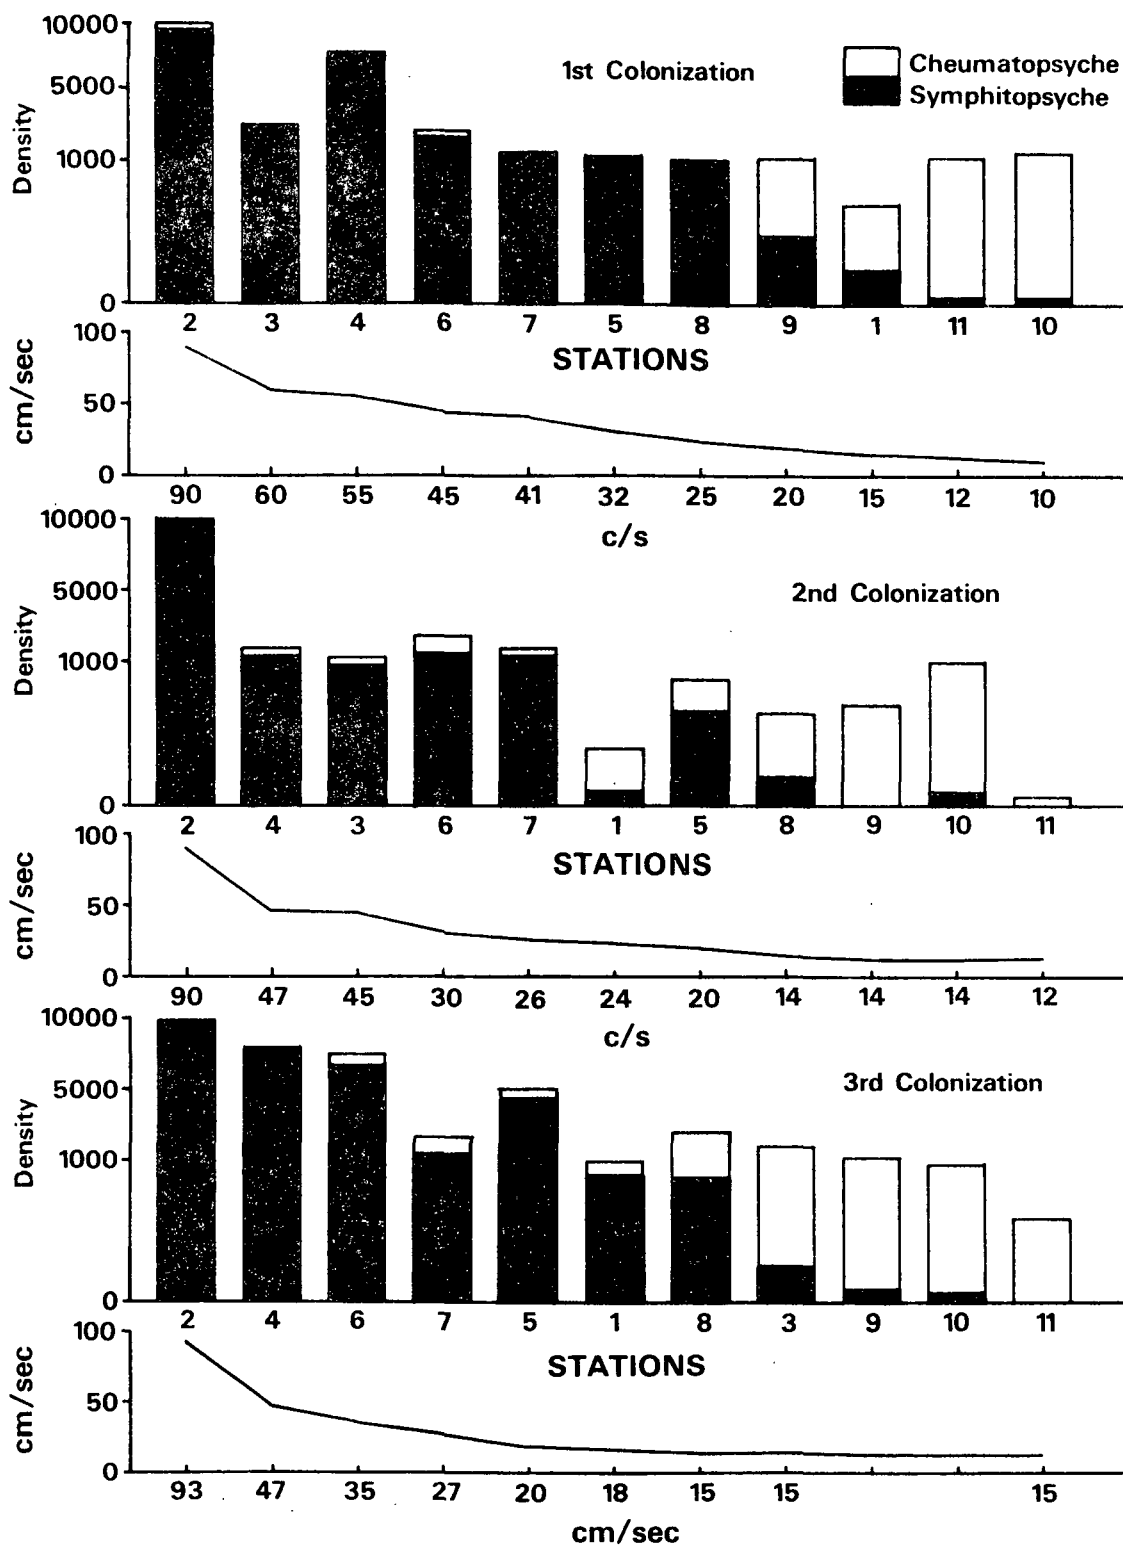 10000
5000
1000
0
Density
1st Colonization
Cheumatopsyche
Symphitopsyche
2 3 4 6 7 5 8 9 1 11 10
STATIONS
100
50
0
cm/sec
90 60 55 45 41 32 25 20 15 12 10
c/s
10000
5000
1000
0
Density
2nd Colonization
2 4 3 6 7 1 5 8 9 10 11
STATIONS
100
50
0
cm/sec
90 47 45 30 26 24 20 14 14 14 12
c/s
10000
5000
1000
0
Density
3rd Colonization
2 4 6 7 5 1 8 3 9 10 11
STATIONS
100
50
0
cm/sec
93 47 35 27 20 18 15 15 15
cm/sec